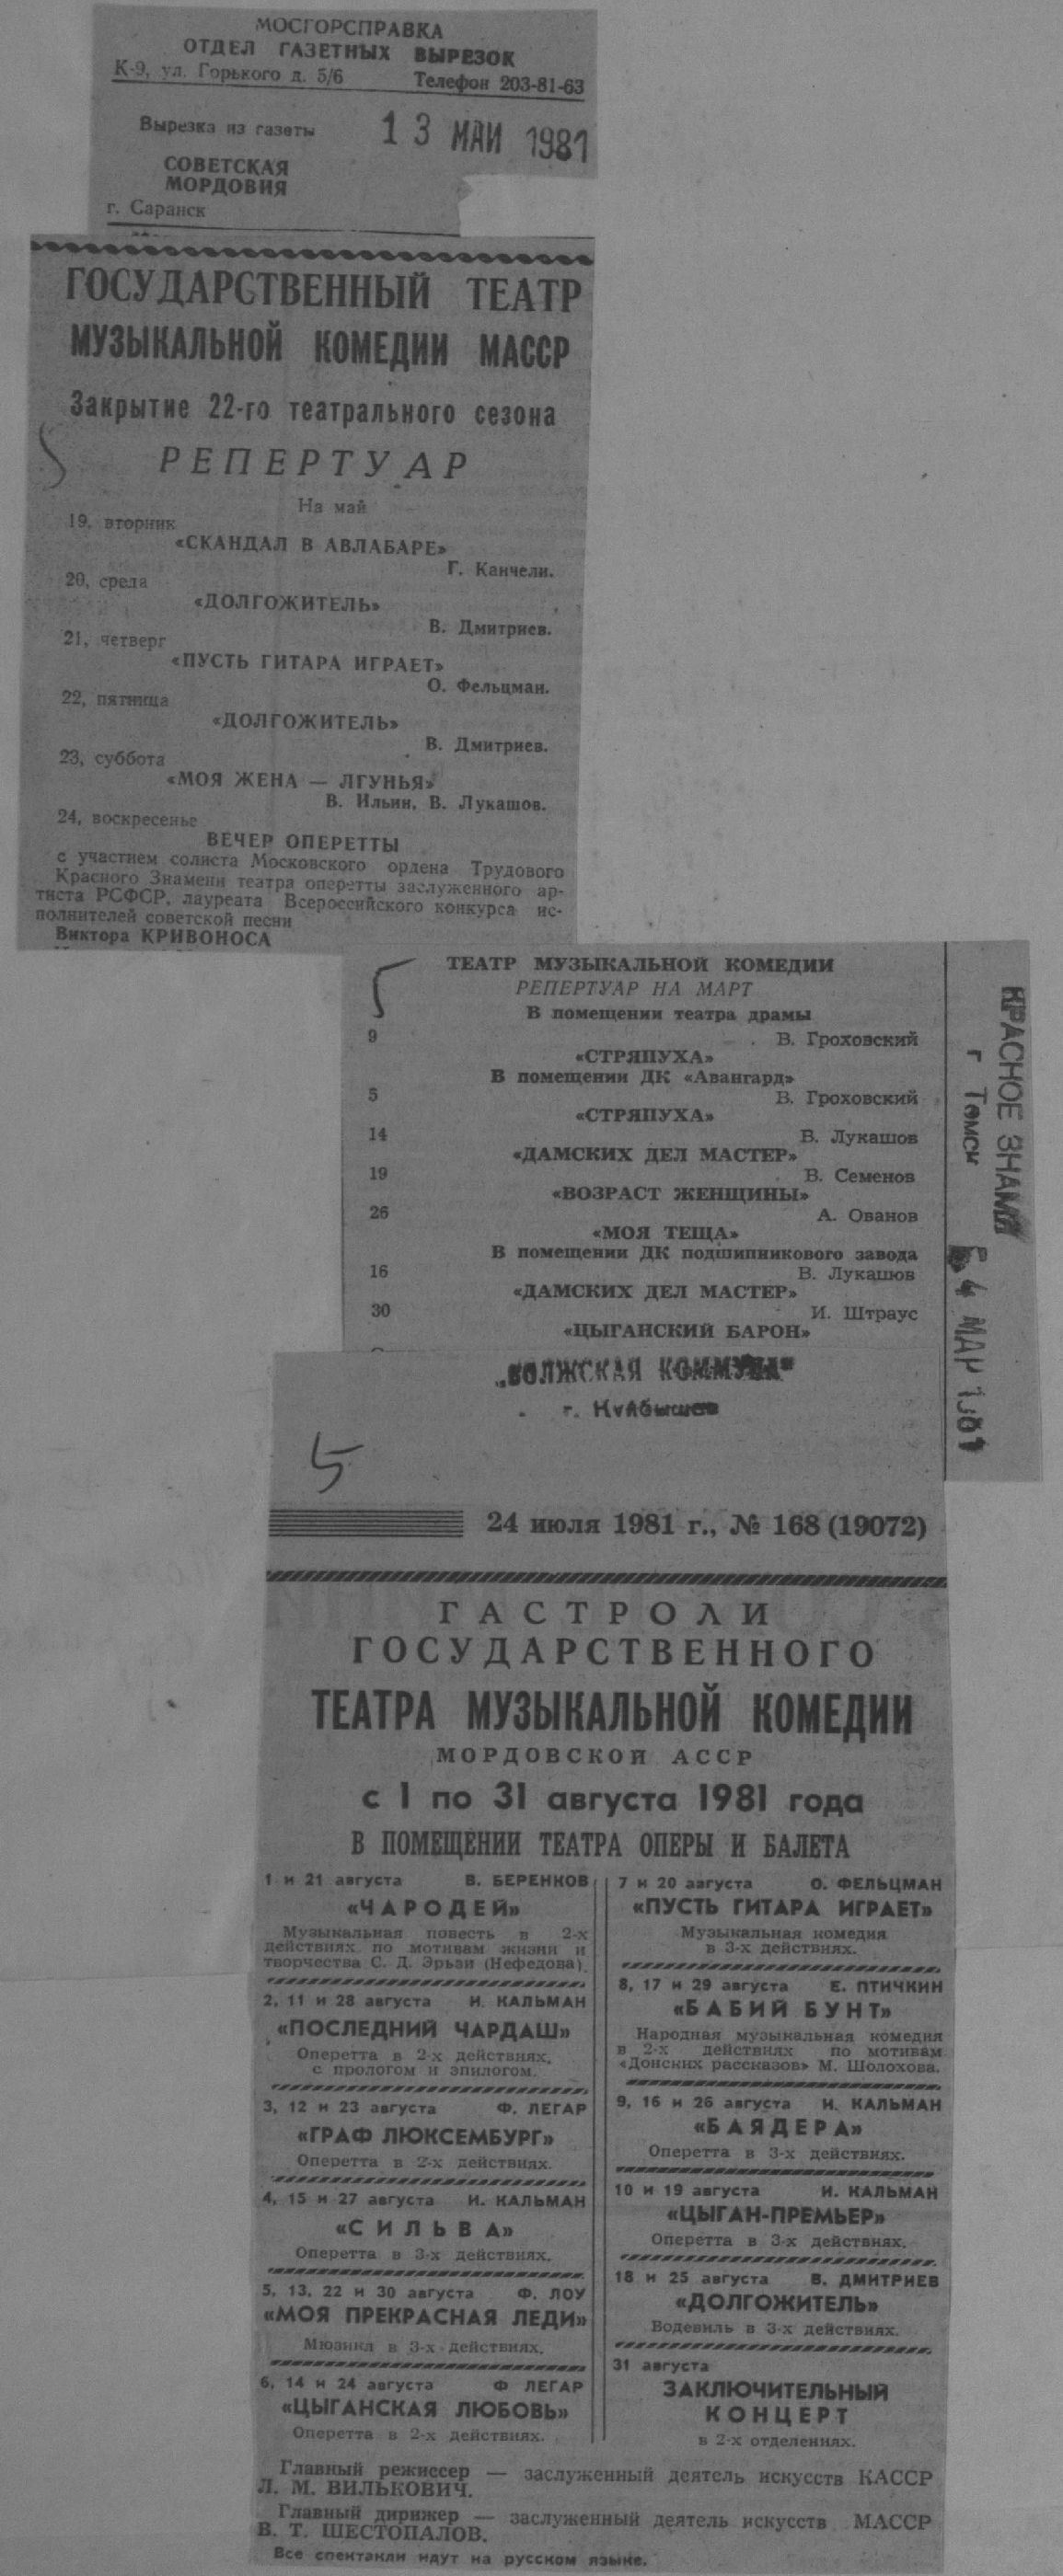 МОСГОРСПРАВКА
ОТДЕЛ ГАЗЕТНЫХ ВЫРЕЗОК
К-9, ул. Горького д. 5/6 Телефон 203-81-63
Вырезка из газеты
13 МАЙ 1981
СОВЕТСКАЯ
МОРДОВИЯ
г. Саранск
ГОСУДАРСТВЕННЫЙ ТЕАТР
МУЗЫКАЛЬНОЙ КОМЕДИИ МАССР
Закрытие 22-го театрального сезона
РЕПЕРТУАР
На май
19, вторник
«СКАНДАЛ В АВЛАБАРЕ»
Г. Канчели.
20, среда
«ДОЛГОЖИТЕЛЬ»
В. Дмитриев.
21, четверг
«ПУСТЬ ГИТАРА ИГРАЕТ»
О. Фельцман.
22, пятница
«ДОЛГОЖИТЕЛЬ»
В. Дмитриев.
23, суббота
«МОЯ ЖЕНА — ЛГУНЬЯ»
В. Ильин, В. Лукашов.
24, воскресенье
ВЕЧЕР ОПЕРЕТТЫ
с участием солиста Московского ордена Трудового
Красного Знамени театра оперетты заслуженного ар-
тиста РСФСР, лауреата Всероссийского конкурса ис-
полнителей советской песни
Виктора КРИВОНОСА
ТЕАТР МУЗЫКАЛЬНОЙ КОМЕДИИ
РЕПЕРТУАР НА МАРТ
В помещении театра драмы
9 В. Гроховский
«СТРЯПУХА»
В помещении ДК «Авангард»
5 В. Гроховский
«СТРЯПУХА»
14 В. Лукашов
«ДАМСКИХ ДЕЛ МАСТЕР»
19 В. Семенов
«ВОЗРАСТ ЖЕНЩИНЫ»
26 А. Ованов
«МОЯ ТЕЩА»
В помещении ДК подшипникового завода
16 В. Лукашов
«ДАМСКИХ ДЕЛ МАСТЕР»
30 И. Штраус
«ЦЫГАНСКИЙ БАРОН»
КРАСНОЕ ЗНАМЯ
г Томск
4 МАР 1981
„ВОЛЖСКАЯ КОММУНА"
г. Куйбышев
5
24 июля 1981 г., № 168 (19072)
ГАСТРОЛИ
ГОСУДАРСТВЕННОГО
ТЕАТРА МУЗЫКАЛЬНОЙ КОМЕДИИ
МОРДОВСКОЙ АССР
с 1 по 31 августа 1981 года
В ПОМЕЩЕНИИ ТЕАТРА ОПЕРЫ И БАЛЕТА
1 и 21 августа В. БЕРЕНКОВ
«ЧАРОДЕЙ»
Музыкальная повесть в 2-х
действиях по мотивам жизни и
творчества С. Д. Эрьзи (Нефедова).
2, 11 и 28 августа И. КАЛЬМАН
«ПОСЛЕДНИЙ ЧАРДАШ»
Оперетта в 2-х действиях,
с прологом и эпилогом.
3, 12 и 23 августа Ф. ЛЕГАР
«ГРАФ ЛЮКСЕМБУРГ»
Оперетта в 2-х действиях.
4, 15 и 27 августа И. КАЛЬМАН
«СИЛЬВА»
Оперетта в 3-х действиях.
5, 13, 22 и 30 августа Ф. ЛОУ
«МОЯ ПРЕКРАСНАЯ ЛЕДИ»
Мюзикл в 3-х действиях.
6, 14 и 24 августа Ф ЛЕГАР
«ЦЫГАНСКАЯ ЛЮБОВЬ»
Оперетта в 2-х действиях.
7 и 20 августа О. ФЕЛЬЦМАН
«ПУСТЬ ГИТАРА ИГРАЕТ»
Музыкальная комедия
в 3-х действиях.
8, 17 и 29 августа Е. ПТИЧКИН
«БАБИЙ БУНТ»
Народная музыкальная комедия
в 2-х действиях по мотивам
«Донских рассказов» М. Шолохова.
9, 16 и 26 августа И. КАЛЬМАН
«БАЯДЕРА»
Оперетта в 3-х действиях.
10 и 19 августа И. КАЛЬМАН
«ЦЫГАН-ПРЕМЬЕР»
Оперетта в 3-х действиях.
18 и 25 августа В. ДМИТРИЕВ
«ДОЛГОЖИТЕЛЬ»
Водевиль в 3-х действиях.
31 августа
ЗАКЛЮЧИТЕЛЬНЫЙ
КОНЦЕРТ
в 2-х отделениях.
Главный режиссер — заслуженный деятель искусств КАССР
Л. М. ВИЛЬКОВИЧ.
Главный дирижер — заслуженный деятель искусств МАССР
В. Т. ШЕСТОПАЛОВ.
Все спектакли идут на русском языке.